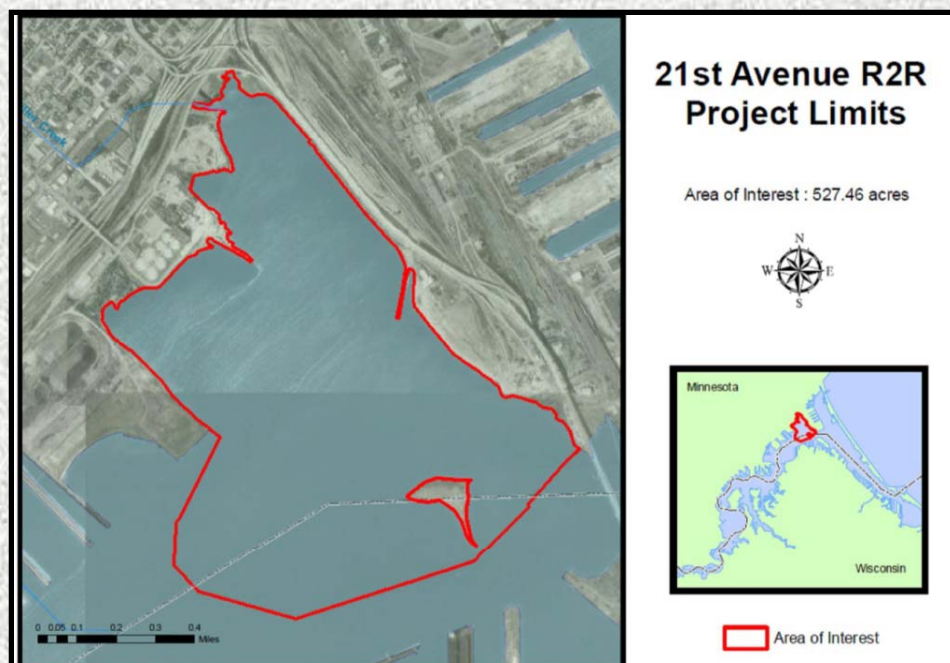 21st Avenue R2R
Project Limits
Area of Interest : 527.46 acres
N
W
E
S
Creek
0 0.05 0.1 0.2 0.3 0.4
Miles
Minnesota
Wisconsin
Area of Interest